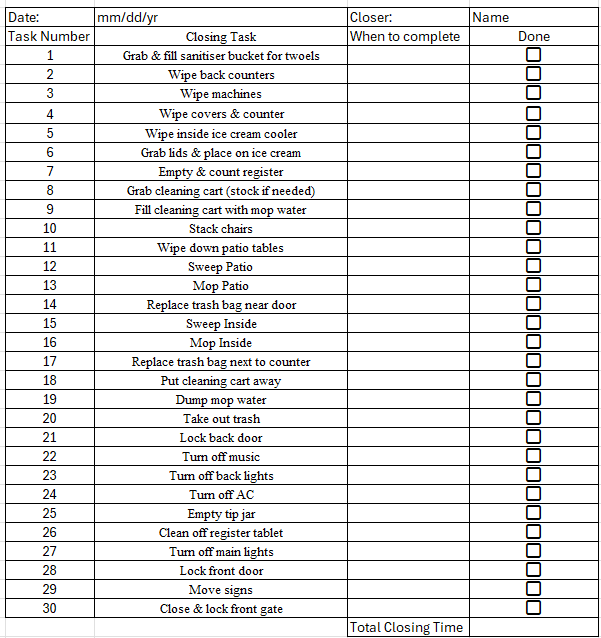 Date: mm/dd/yr Closer: Name
Task Number Closing Task When to complete Done
1 Grab & fill sanitiser bucket for twoels
2 Wipe back counters
3 Wipe machines
4 Wipe covers & counter
5 Wipe inside ice cream cooler
6 Grab lids & place on ice cream
7 Empty & count register
8 Grab cleaning cart (stock if needed)
9 Fill cleaning cart with mop water
10 Stack chairs
11 Wipe down patio tables
12 Sweep Patio
13 Mop Patio
14 Replace trash bag near door
15 Sweep Inside
16 Mop Inside
17 Replace trash bag next to counter
18 Put cleaning cart away
19 Dump mop water
20 Take out trash
21 Lock back door
22 Turn off music
23 Turn off back lights
24 Turn off AC
25 Empty tip jar
26 Clean off register tablet
27 Turn off main lights
28 Lock front door
29 Move signs
30 Close & lock front gate
Total Closing Time